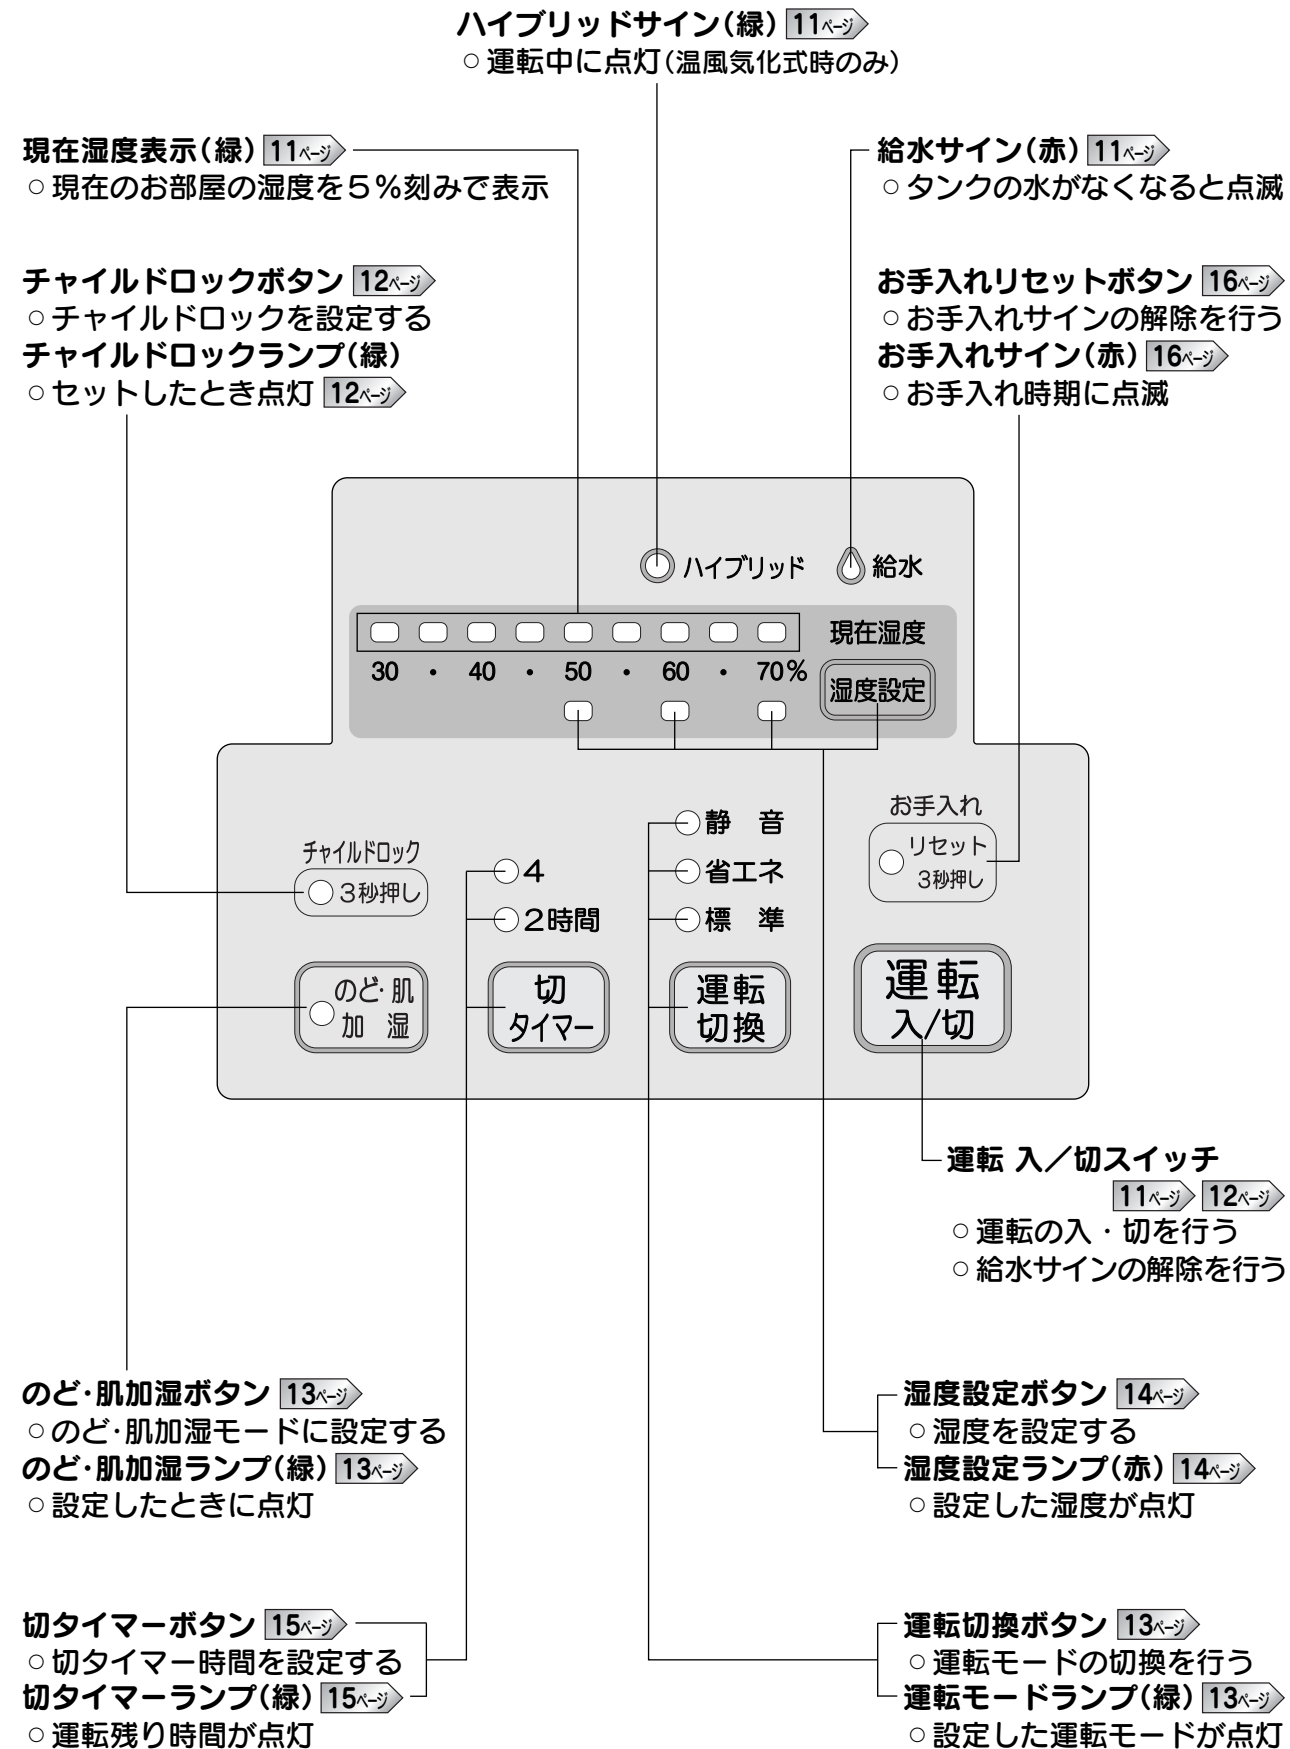 ハイブリッドサイン(緑) 11ページ
○運転中に点灯(温風気化式時のみ)
現在湿度表示(緑) 11ページ
○現在のお部屋の湿度を5%刻みで表示
給水サイン(赤) 11ページ
○タンクの水がなくなると点滅
チャイルドロックボタン 12ページ
○チャイルドロックを設定する
チャイルドロックランプ(緑)
○セットしたとき点灯 12ページ
お手入れリセットボタン 16ページ
○お手入れサインの解除を行う
お手入れサイン(赤) 16ページ
○お手入れ時期に点滅
ハイブリッド 給水
現在湿度
30 ・ 40 ・ 50 ・ 60 ・ 70%
湿度設定
チャイルドロック
3秒押し
4
2時間
静 音
省エネ
標 準
お手入れ
リセット
3秒押し
のど・肌
加 湿
切
タイマー
運転
切換
運転
入/切
運転 入/切スイッチ
11ページ 12ページ
○運転の入・切を行う
○給水サインの解除を行う
のど・肌加湿ボタン 13ページ
○のど・肌加湿モードに設定する
のど・肌加湿ランプ(緑) 13ページ
○設定したときに点灯
湿度設定ボタン 14ページ
○湿度を設定する
湿度設定ランプ(赤) 14ページ
○設定した湿度が点灯
切タイマーボタン 15ページ
○切タイマー時間を設定する
切タイマーランプ(緑) 15ページ
○運転残り時間が点灯
運転切換ボタン 13ページ
○運転モードの切換を行う
運転モードランプ(緑) 13ページ
○設定した運転モードが点灯